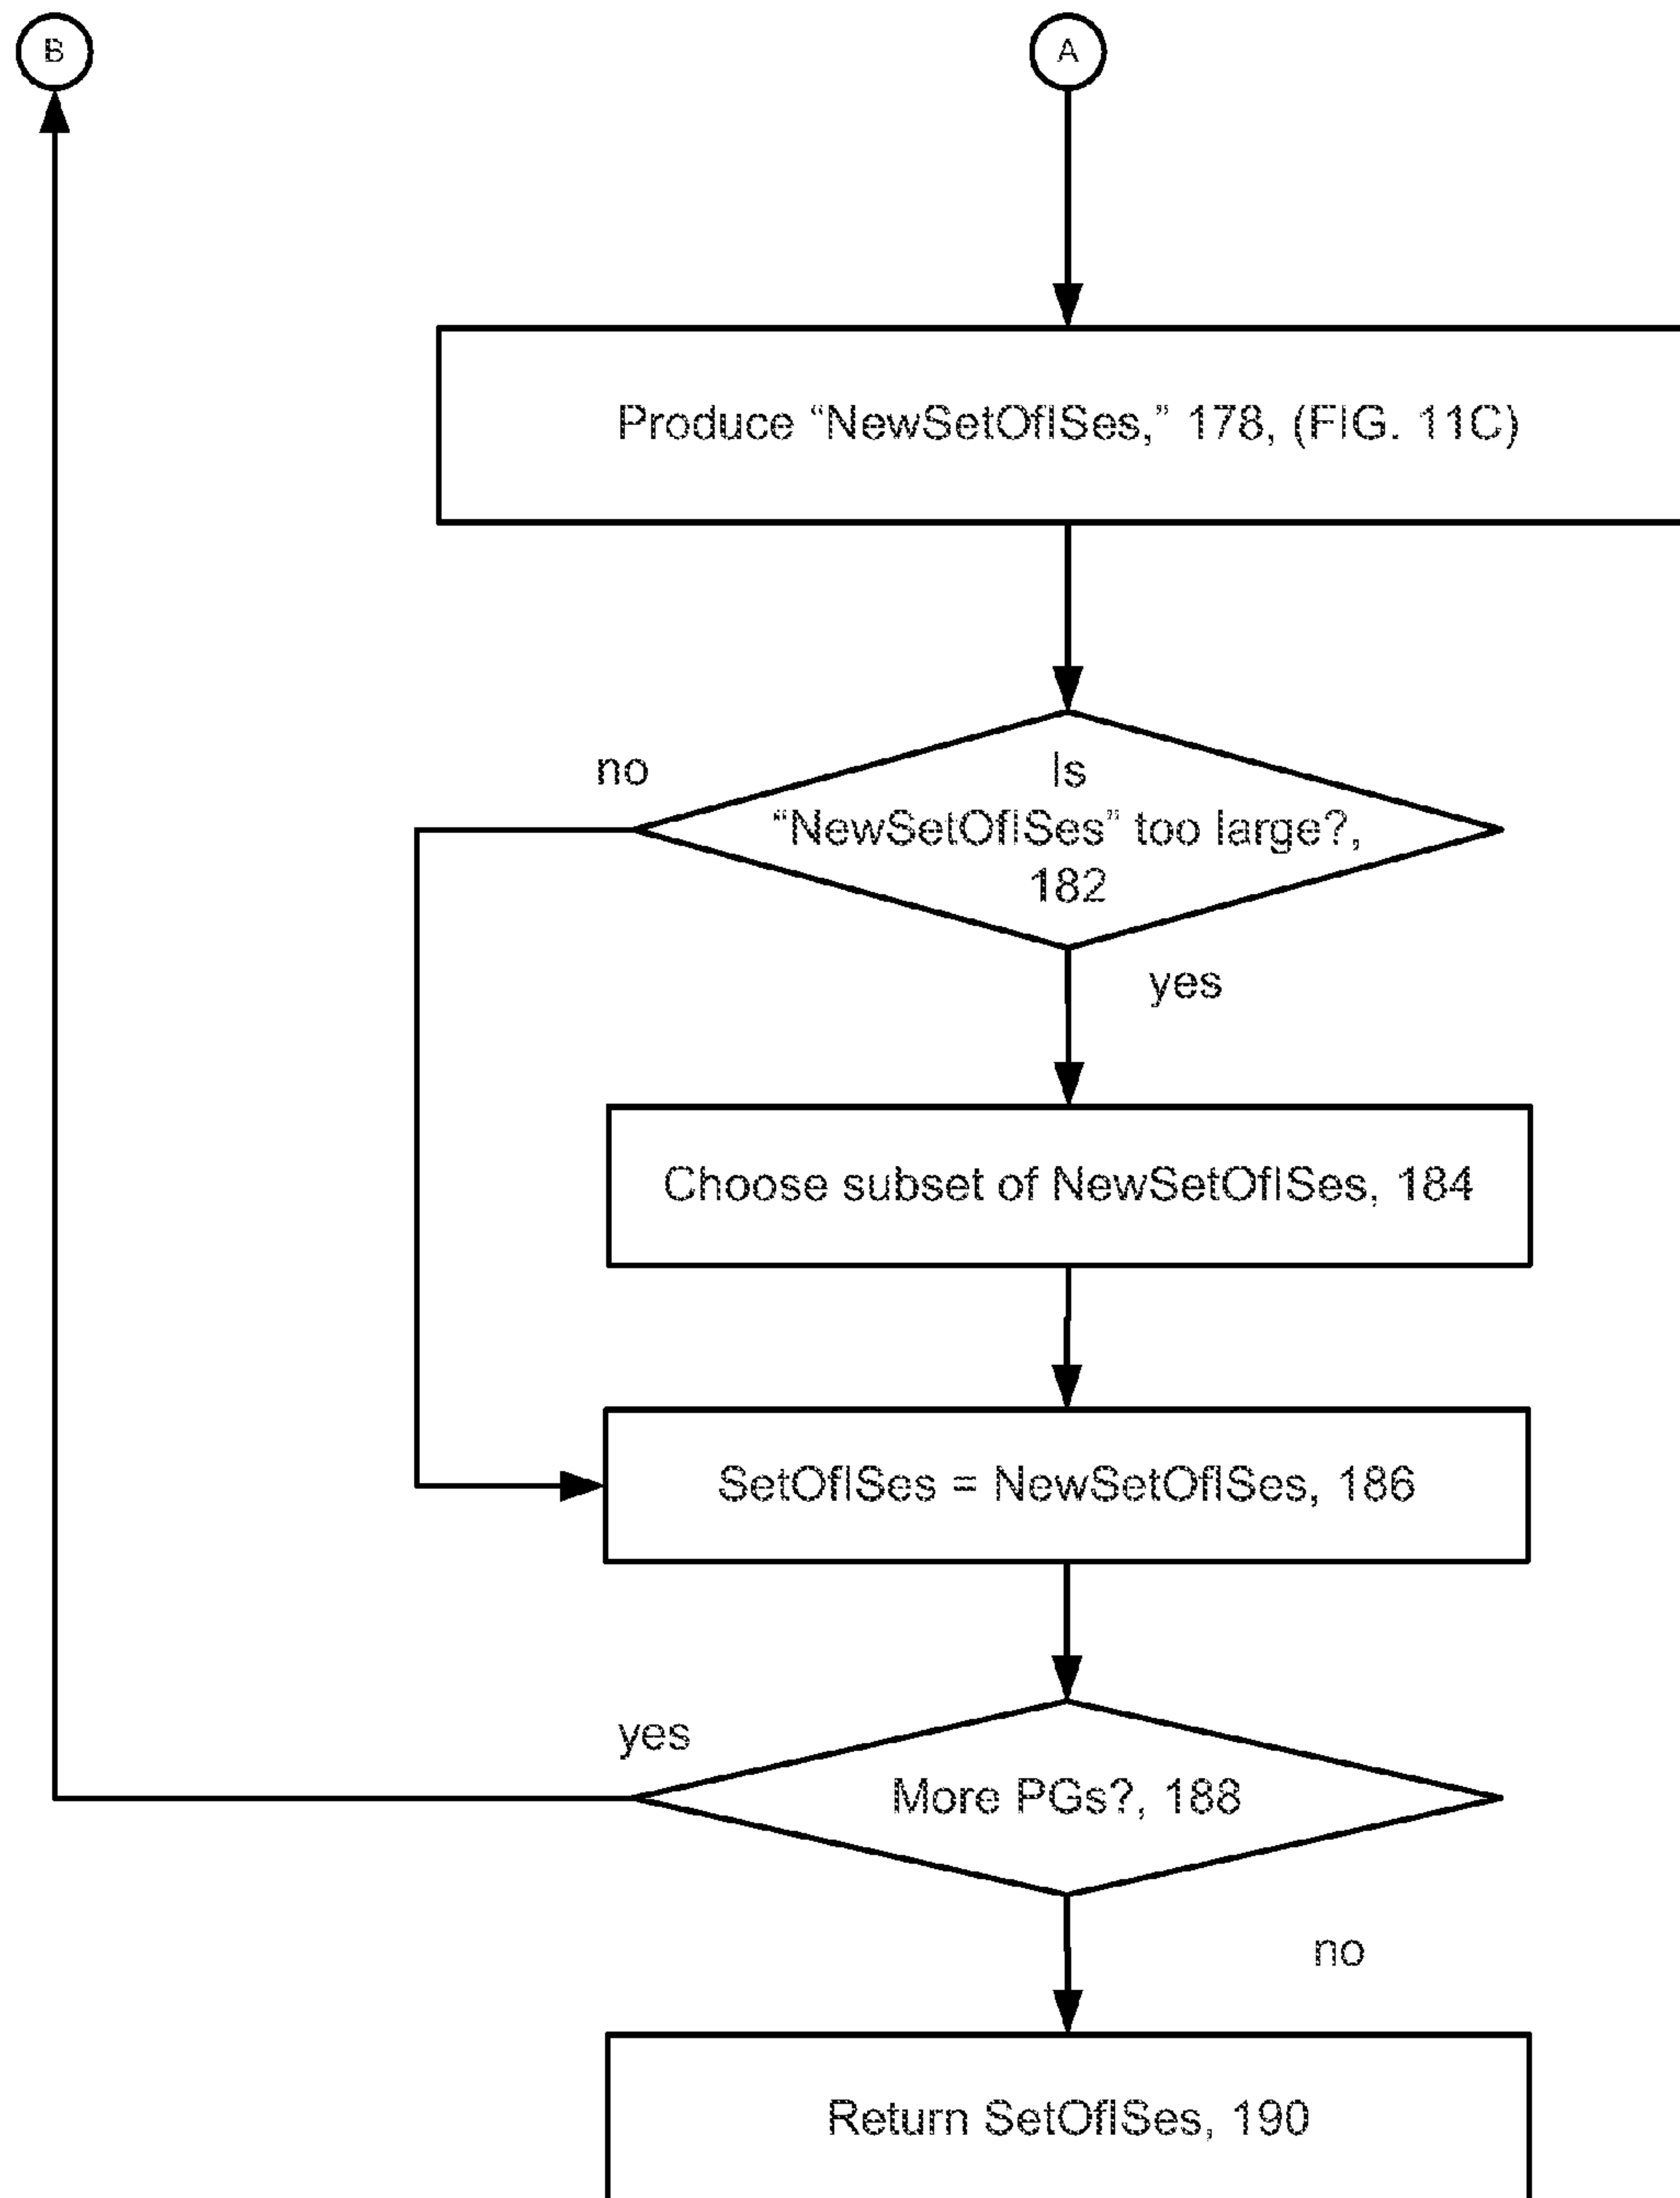 B
A
Produce “NewSetOfISes,” 178, (FIG. 11C)
no
Is
“NewSetOfISes” too large?,
182
yes
Choose subset of NewSetOfISes, 184
SetOfISes = NewSetOfISes, 186
yes
More PGs?, 188
no
Return SetOfISes, 190